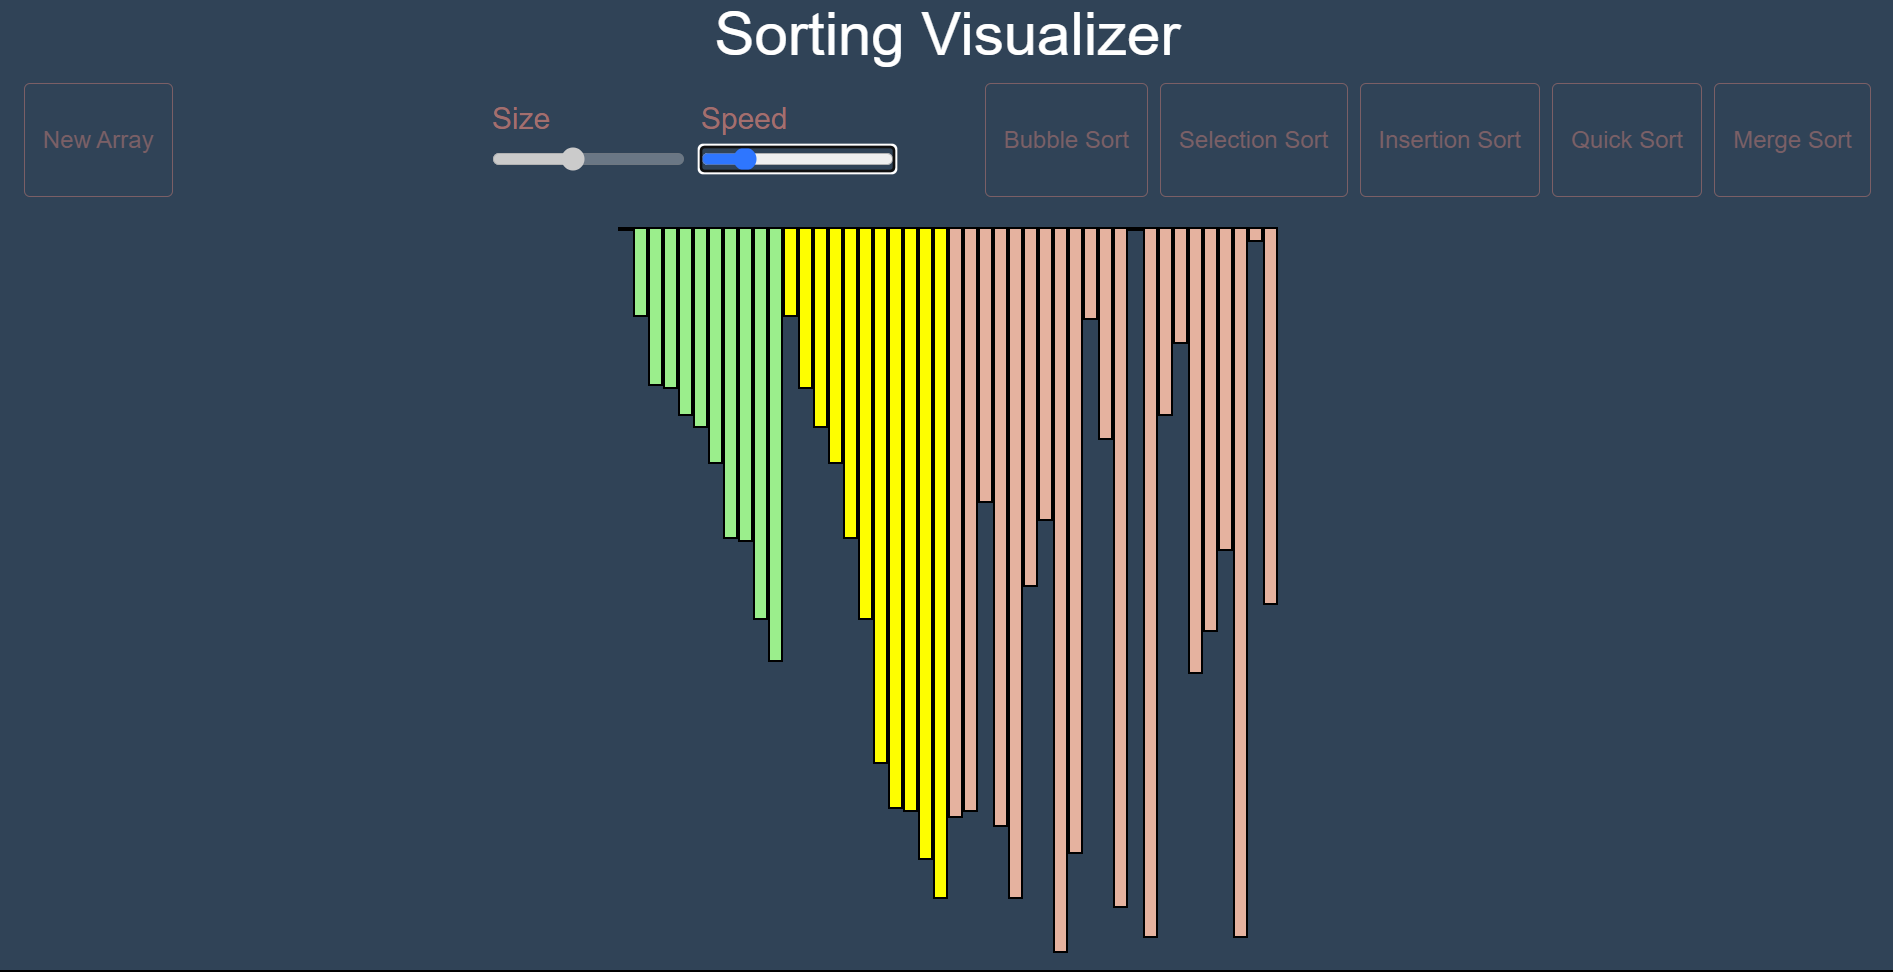 Sorting Visualizer
New Array
Size
Speed
Bubble Sort
Selection Sort
Insertion Sort
Quick Sort
Merge Sort